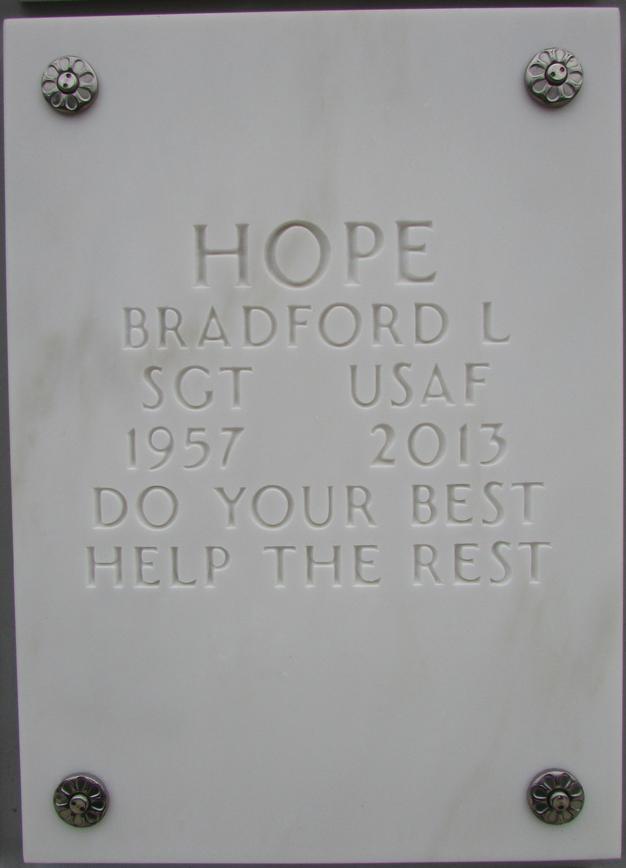 HOPE
BRADFORD L
SGT USAF
1957 2013
DO YOUR BEST
HELP THE REST